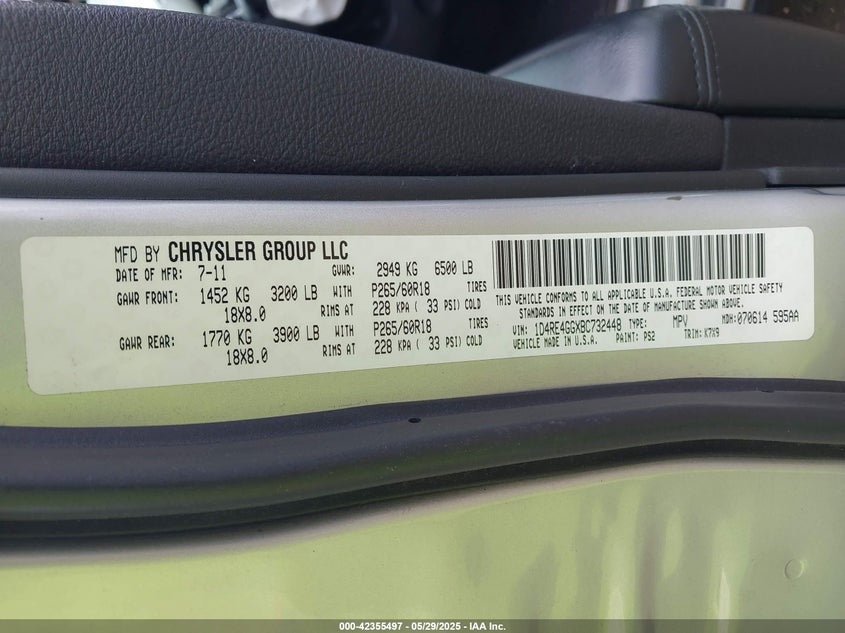 MFD BY CHRYSLER GROUP LLC
DATE OF MFR: 7-11 GVWR: 2949 KG 6500 LB
GAWR FRONT: 1452 KG 3200 LB WITH P265/60R18 TIRES
18X8.0 RIMS AT 228 KPA ( 33 PSI) COLD
GAWR REAR: 1770 KG 3900 LB WITH P265/60R18 TIRES
18X8.0 RIMS AT 228 KPA ( 33 PSI) COLD
THIS VEHICLE CONFORMS TO ALL APPLICABLE U.S.A. FEDERAL MOTOR VEHICLE SAFETY
STANDARDS IN EFFECT ON THE DATE OF MANUFACTURE SHOWN ABOVE.
VIN: 1D4RE4GGXBC732448 TYPE: MPV MDH: 070614 595AA
VEHICLE MADE IN U.S.A. PAINT: PS2 TRIM: K7X9
000-42355497 - 05/29/2025 - IAA Inc.